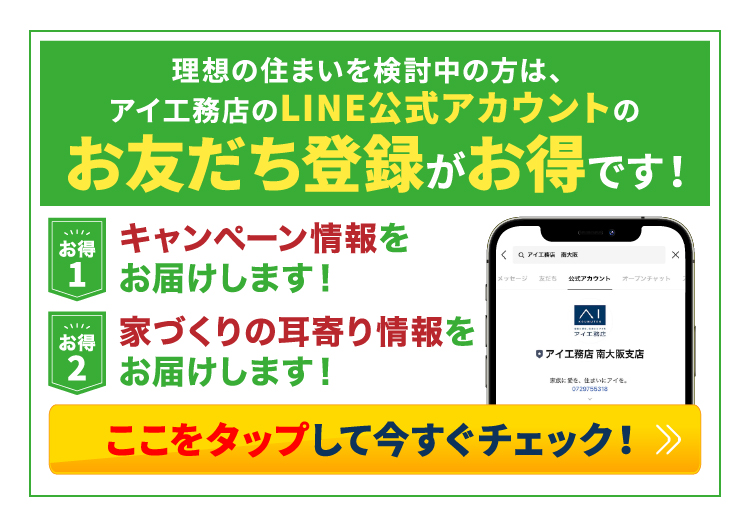 理想の住まいを検討中の方は、
アイ工務店のLINE公式アカウントの
お友だち登録がお得です！
お得
1
キャンペーン情報を
お届けします！
お得
2
家づくりの耳寄り情報を
お届けします！
アイ工務店　南大阪
メッセージ 友だち 公式アカウント オープンチャット
AI
アイ工務店
アイ工務店 南大阪支店
家族に愛を。住まいにアイを。
0729755318
ここをタップして今すぐチェック！